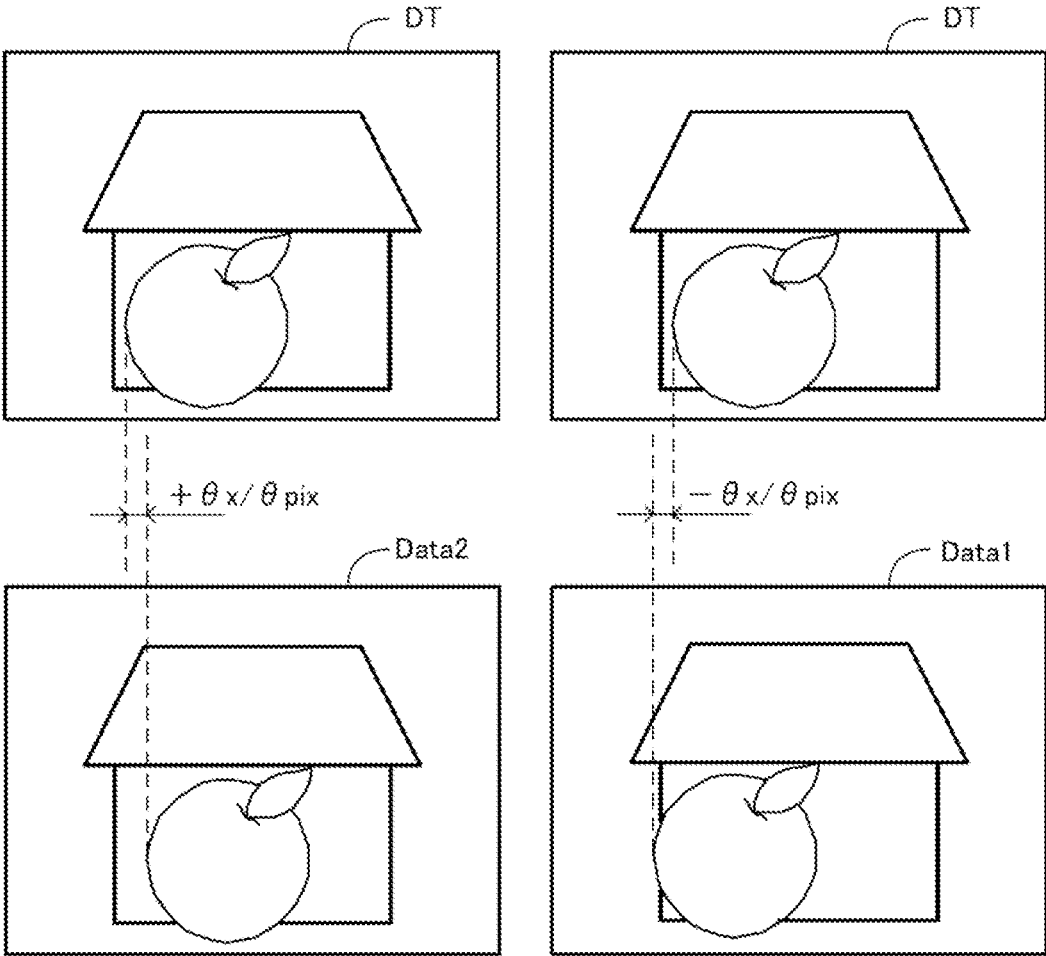 DT
DT
+ θx/θpix
− θx/θpix
Data2
Data1